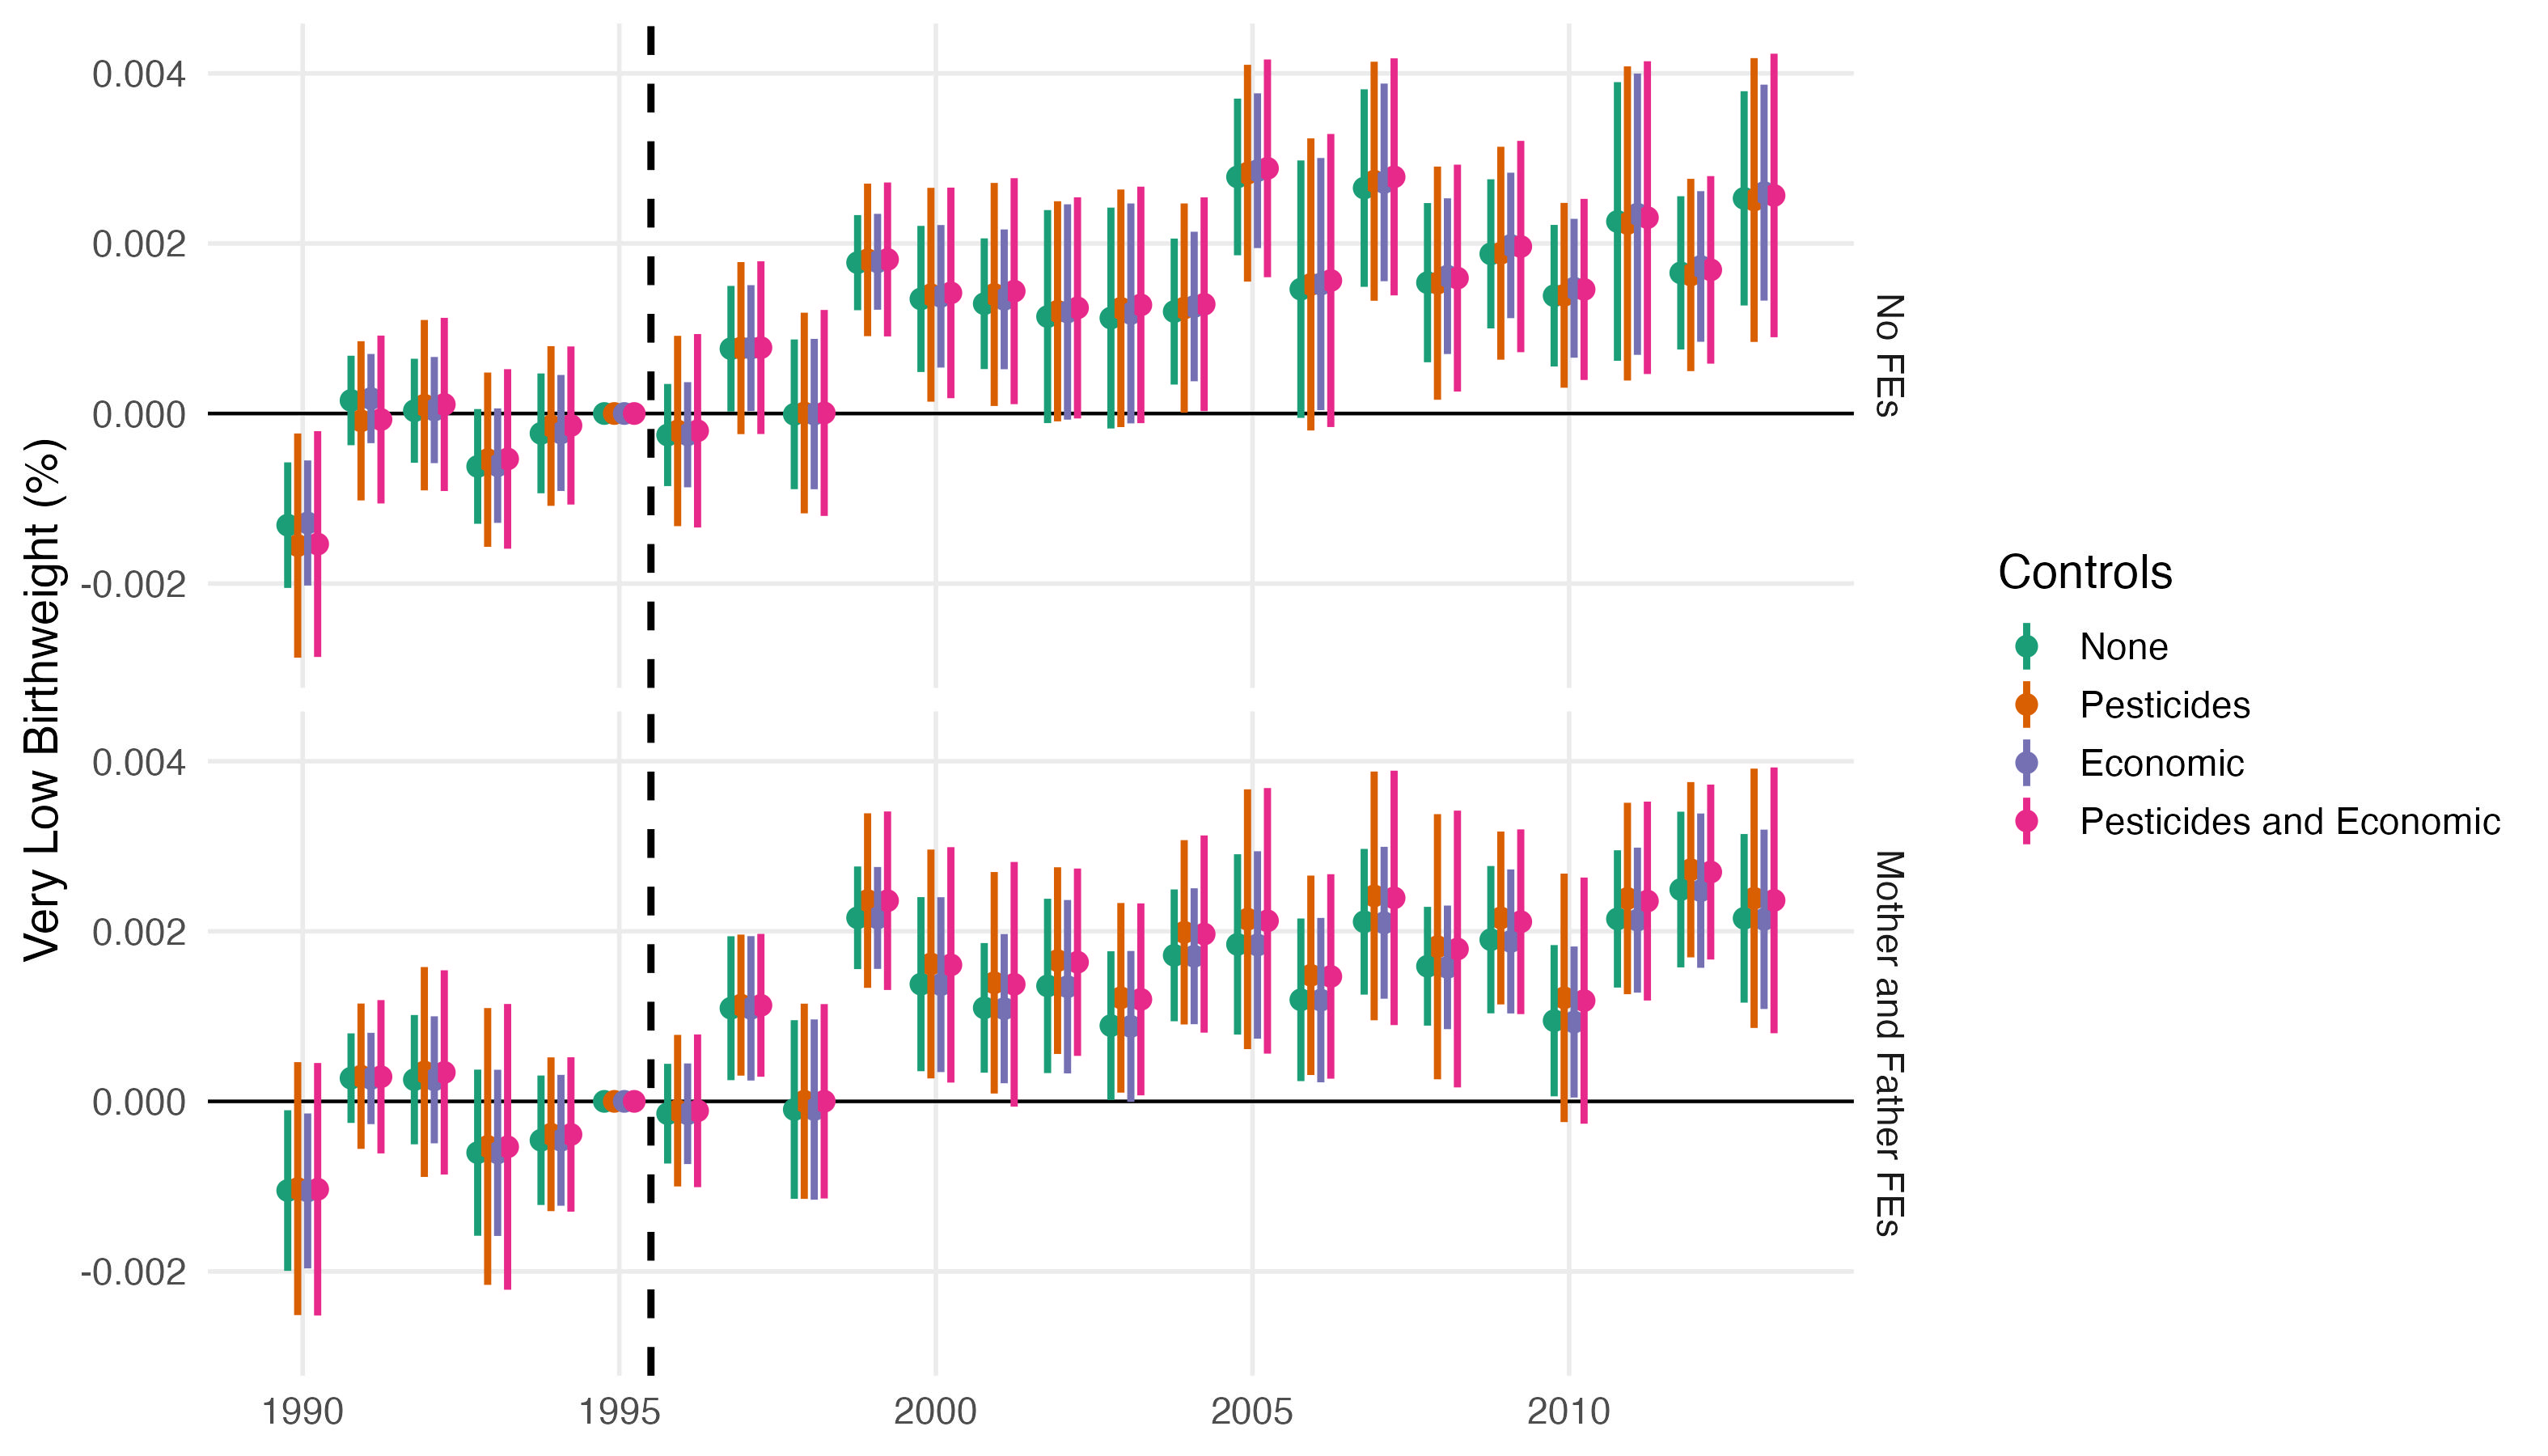 Very Low Birthweight (%)
0.004
0.002
0.000
-0.002
No FEs
0.004
0.002
0.000
-0.002
Mother and Father FEs
1990
1995
2000
2005
2010
Controls
None
Pesticides
Economic
Pesticides and Economic